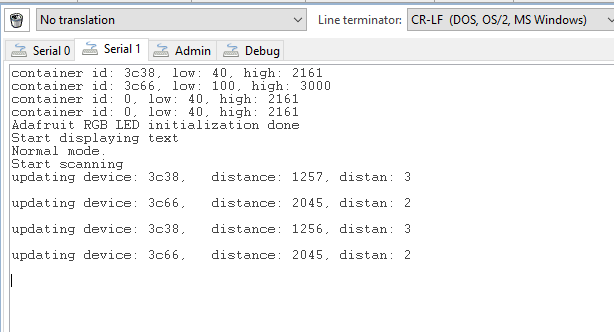 No translation
Line terminator:
CR-LF (DOS, OS/2, MS Windows)
Serial 0
Serial 1
Admin
Debug
container id: 3c38, low: 40, high: 2161
container id: 3c66, low: 100, high: 3000
container id: 0, low: 40, high: 2161
container id: 0, low: 40, high: 2161
Adafruit RGB LED initialization done
Start displaying text
Normal mode.
Start scanning
updating device: 3c38,   distance: 1257, distan: 3
updating device: 3c66,   distance: 2045, distan: 2
updating device: 3c38,   distance: 1256, distan: 3
updating device: 3c66,   distance: 2045, distan: 2